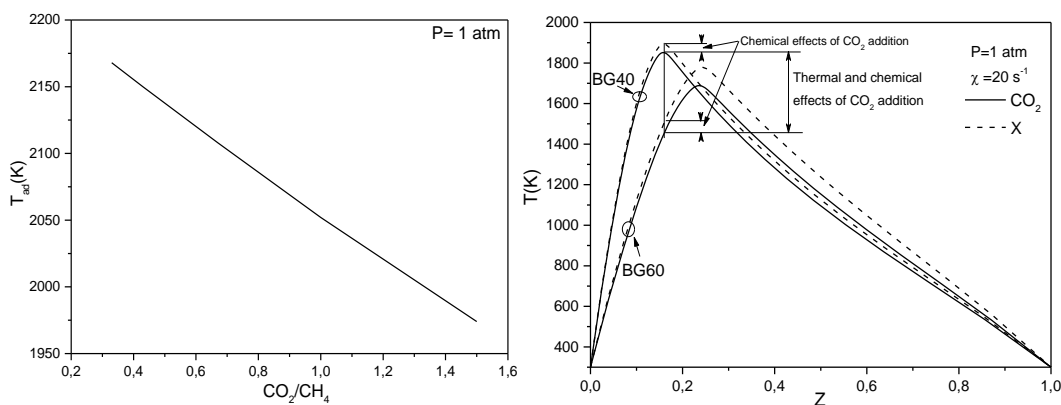 P= 1 atm
2200
2150
2100
2050
2000
1950
T_ad(K)
0,2 0,4 0,6 0,8 1,0 1,2 1,4 1,6
CO₂/CH₄
2000
1800
1600
1400
1200
1000
800
600
400
T(K)
Chemical effects of CO₂ addition
P=1 atm
χ =20 s⁻¹
CO₂
X
Thermal and chemical
effects of CO₂ addition
BG40
BG60
0,0 0,2 0,4 0,6 0,8 1,0
Z